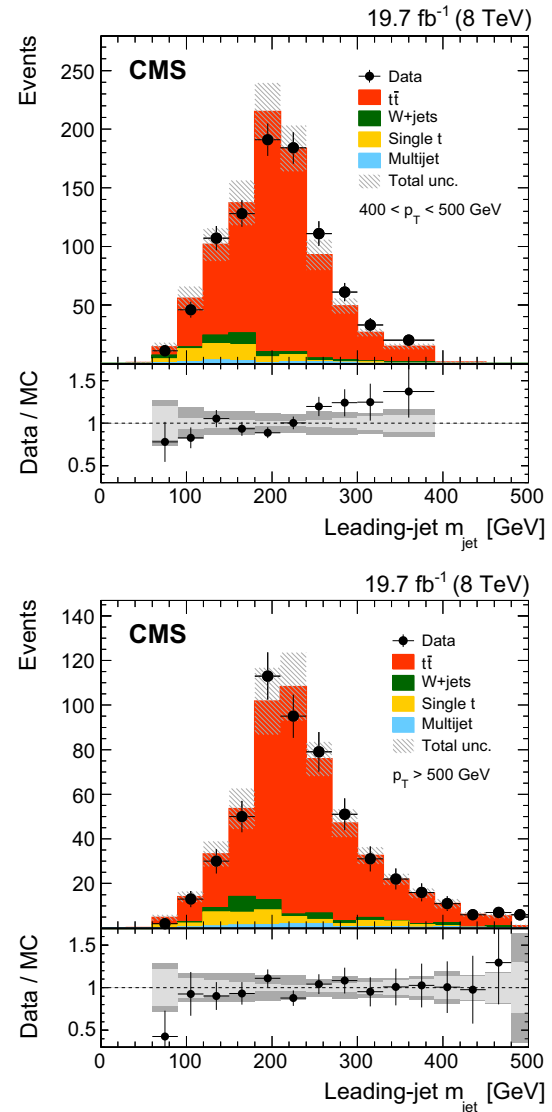 19.7 fb⁻¹ (8 TeV)
CMS
Events
250
200
150
100
50
Data
tt̄
W+jets
Single t
Multijet
Total unc.
400 < p_T < 500 GeV
Data / MC
1.5
1
0.5
0 100 200 300 400 500
Leading-jet m_jet [GeV]
19.7 fb⁻¹ (8 TeV)
CMS
Events
140
120
100
80
60
40
20
Data
tt̄
W+jets
Single t
Multijet
Total unc.
p_T > 500 GeV
Data / MC
1.5
1
0.5
0 100 200 300 400 500
Leading-jet m_jet [GeV]